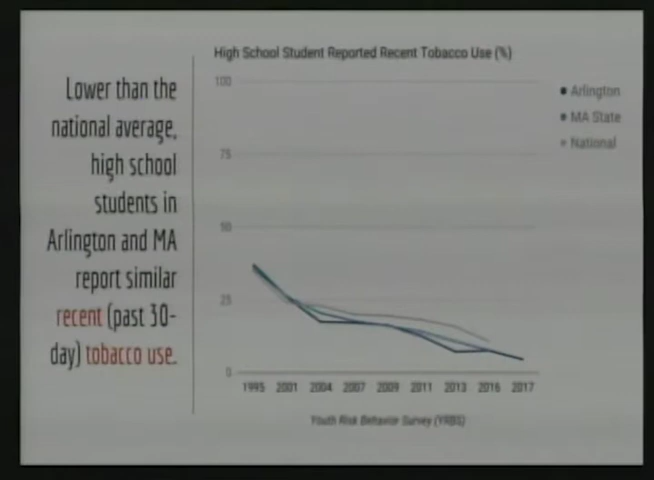 Lower than the
national average,
high school
students in
Arlington and MA
report similar
recent (past 30-
day) tobacco use.
High School Student Reported Recent Tobacco Use (%)
100
75
50
25
0
1995 2001 2004 2007 2009 2011 2013 2016 2017
Youth Risk Behavior Survey (YRBS)
Arlington
MA State
National